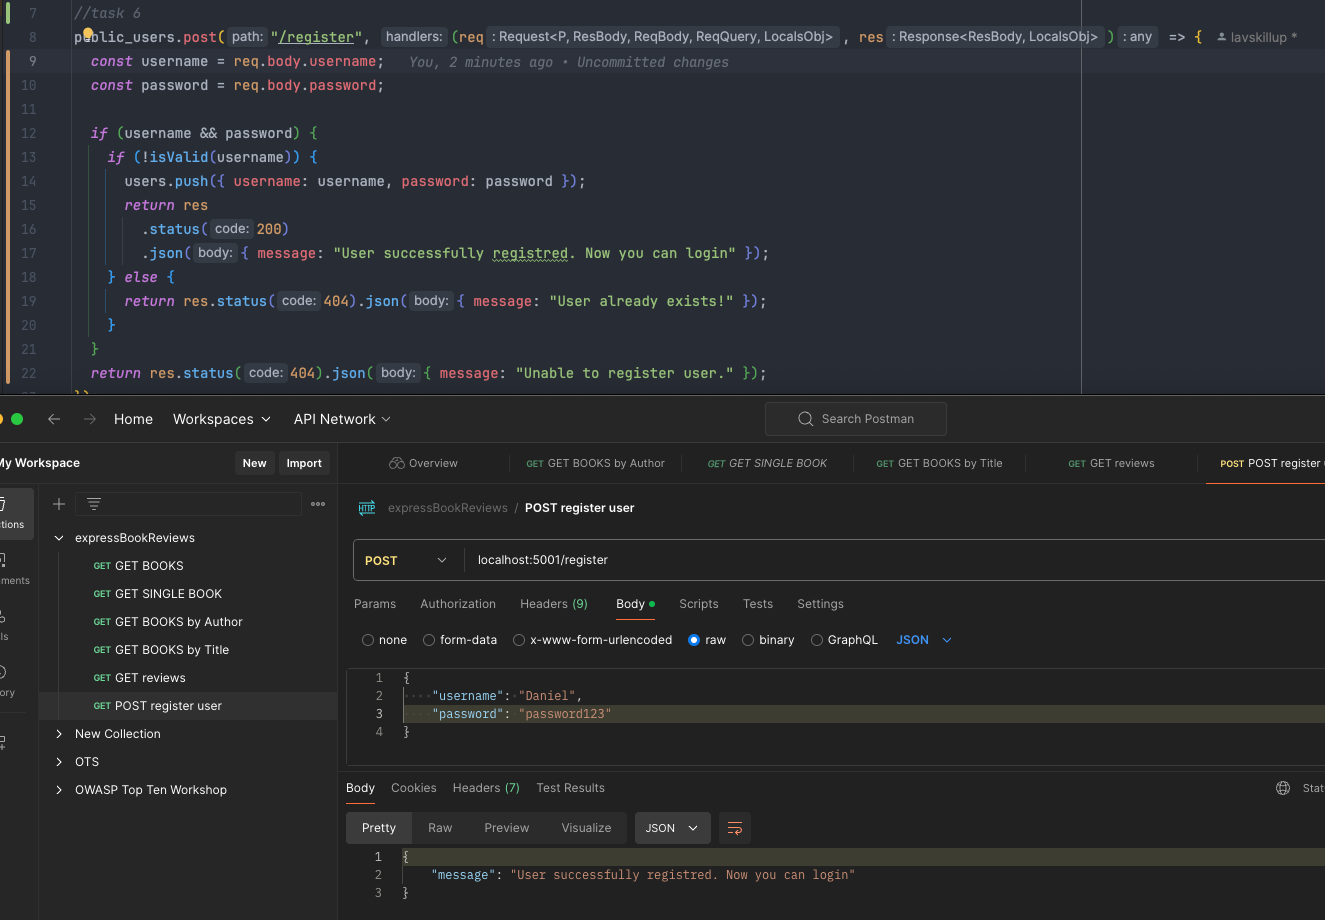 7 //task 6
8 public_users.post( path: "/register", handlers: (req : Request<P, ResBody, ReqBody, ReqQuery, LocalsObj> , res : Response<ResBody, LocalsObj> ) : any => { lavskillup *
9 const username = req.body.username; You, 2 minutes ago • Uncommitted changes
10 const password = req.body.password;
11
12 if (username && password) {
13 if (!isValid(username)) {
14 users.push({ username: username, password: password });
15 return res
16 .status( code: 200)
17 .json( body: { message: "User successfully registred. Now you can login" });
18 } else {
19 return res.status( code: 404).json( body: { message: "User already exists!" });
20 }
21 }
22 return res.status( code: 404).json( body: { message: "Unable to register user." });
Home Workspaces API Network Search Postman
My Workspace New Import
Overview GET GET BOOKS by Author GET GET SINGLE BOOK GET GET BOOKS by Title GET GET reviews POST POST register
ctions
ments
ls
ory
expressBookReviews
GET GET BOOKS
GET GET SINGLE BOOK
GET GET BOOKS by Author
GET GET BOOKS by Title
GET GET reviews
GET POST register user
New Collection
OTS
OWASP Top Ten Workshop
HTTP expressBookReviews / POST register user
POST localhost:5001/register
Params Authorization Headers (9) Body Scripts Tests Settings
none form-data x-www-form-urlencoded raw binary GraphQL JSON
1 {
2 "username": "Daniel",
3 "password": "password123"
4 }
Body Cookies Headers (7) Test Results Stat
Pretty Raw Preview Visualize JSON
1 {
2 "message": "User successfully registred. Now you can login"
3 }